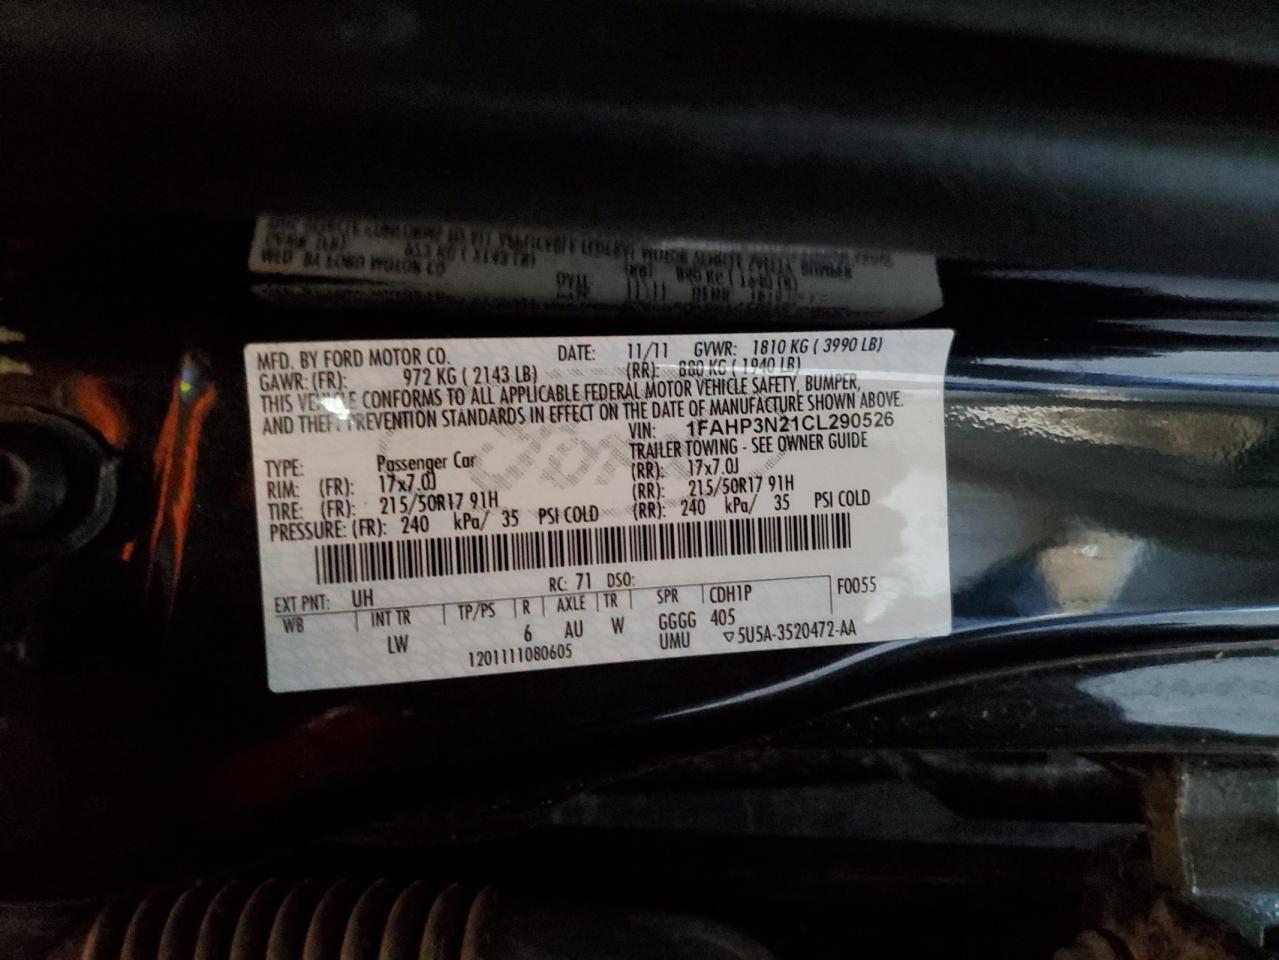 MFD. BY FORD MOTOR CO. DATE: 11/11 GVWR: 1810 KG ( 3990 LB)
GAWR: (FR): 972 KG ( 2143 LB) (RR): 880 KG ( 1940 LB)
THIS VEHICLE CONFORMS TO ALL APPLICABLE FEDERAL MOTOR VEHICLE SAFETY, BUMPER,
AND THEFT PREVENTION STANDARDS IN EFFECT ON THE DATE OF MANUFACTURE SHOWN ABOVE.
VIN: 1FAHP3N21CL290526
TRAILER TOWING - SEE OWNER GUIDE
TYPE: Passenger Car
RIM: (FR): 17x7.0J (RR): 17x7.0J
TIRE: (FR): 215/50R17 91H (RR): 215/50R17 91H
PRESSURE: (FR): 240 kPa/ 35 PSI COLD (RR): 240 kPa/ 35 PSI COLD
EXT PNT: UH RC: 71 DSO:
WB INT TR TP/PS R AXLE TR SPR CDH1P F0055
LW 6 AU W GGGG 405
1201111080605 UMU ▽5U5A-3520472-AA